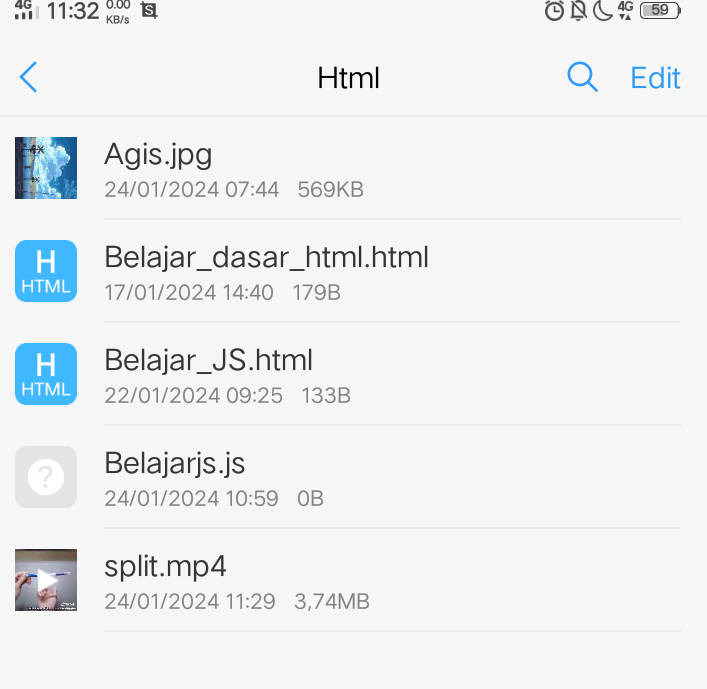 4G 11:32 0.00 KB/s S 4G 59
Html Edit
Agis.jpg
24/01/2024 07:44 569KB
H
HTML
Belajar_dasar_html.html
17/01/2024 14:40 179B
H
HTML
Belajar_JS.html
22/01/2024 09:25 133B
?
Belajarjs.js
24/01/2024 10:59 0B
split.mp4
24/01/2024 11:29 3,74MB